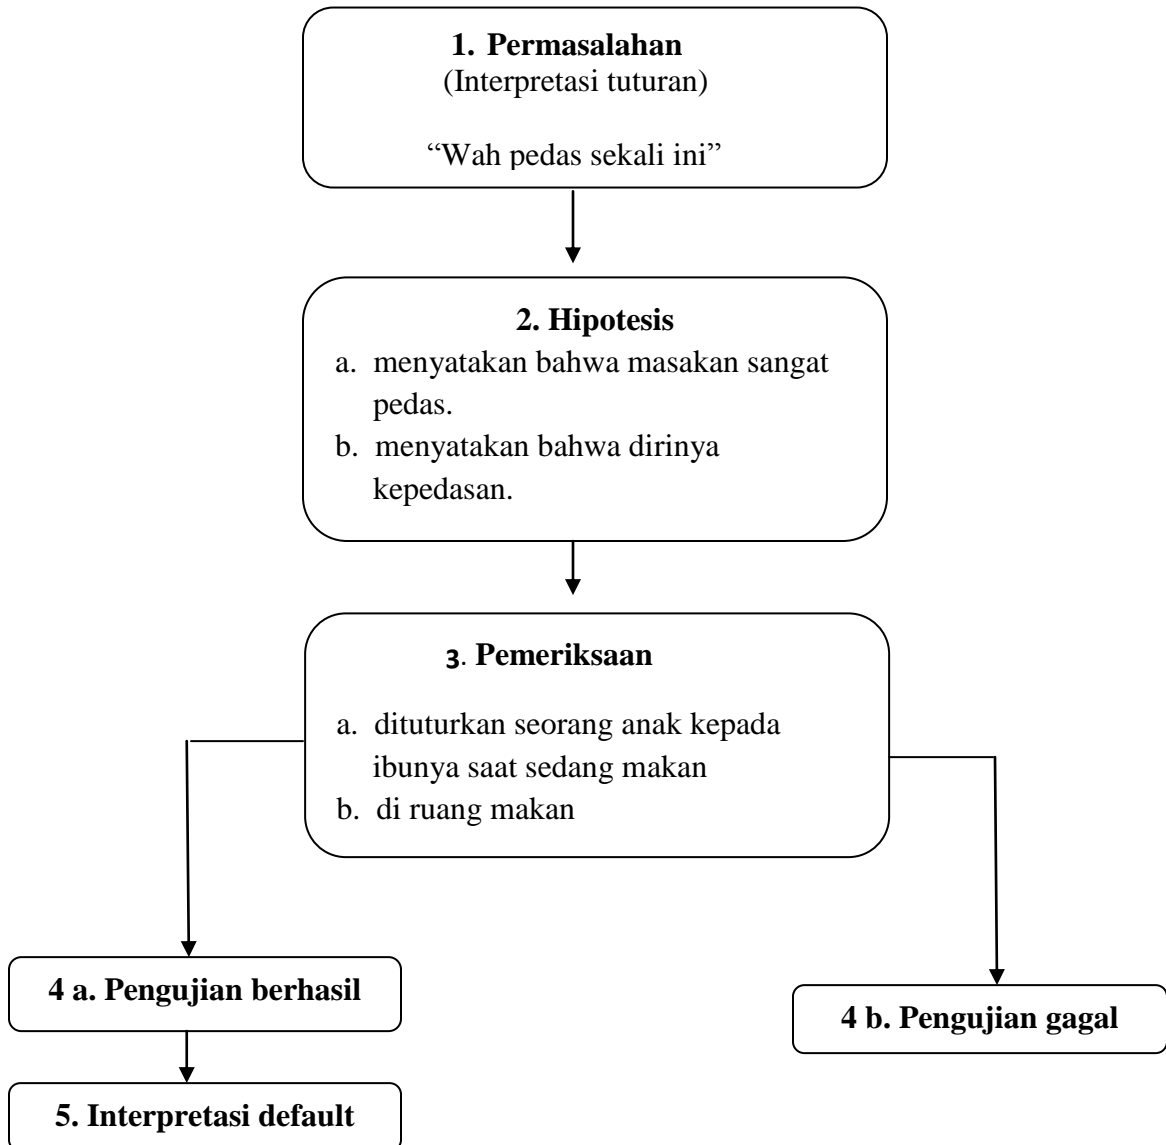 1. Permasalahan
(Interpretasi tuturan)
“Wah pedas sekali ini”
2. Hipotesis
a. menyatakan bahwa masakan sangat
pedas.
b. menyatakan bahwa dirinya
kepedasan.
3. Pemeriksaan
a. dituturkan seorang anak kepada
ibunya saat sedang makan
b. di ruang makan
4 a. Pengujian berhasil
4 b. Pengujian gagal
5. Interpretasi default